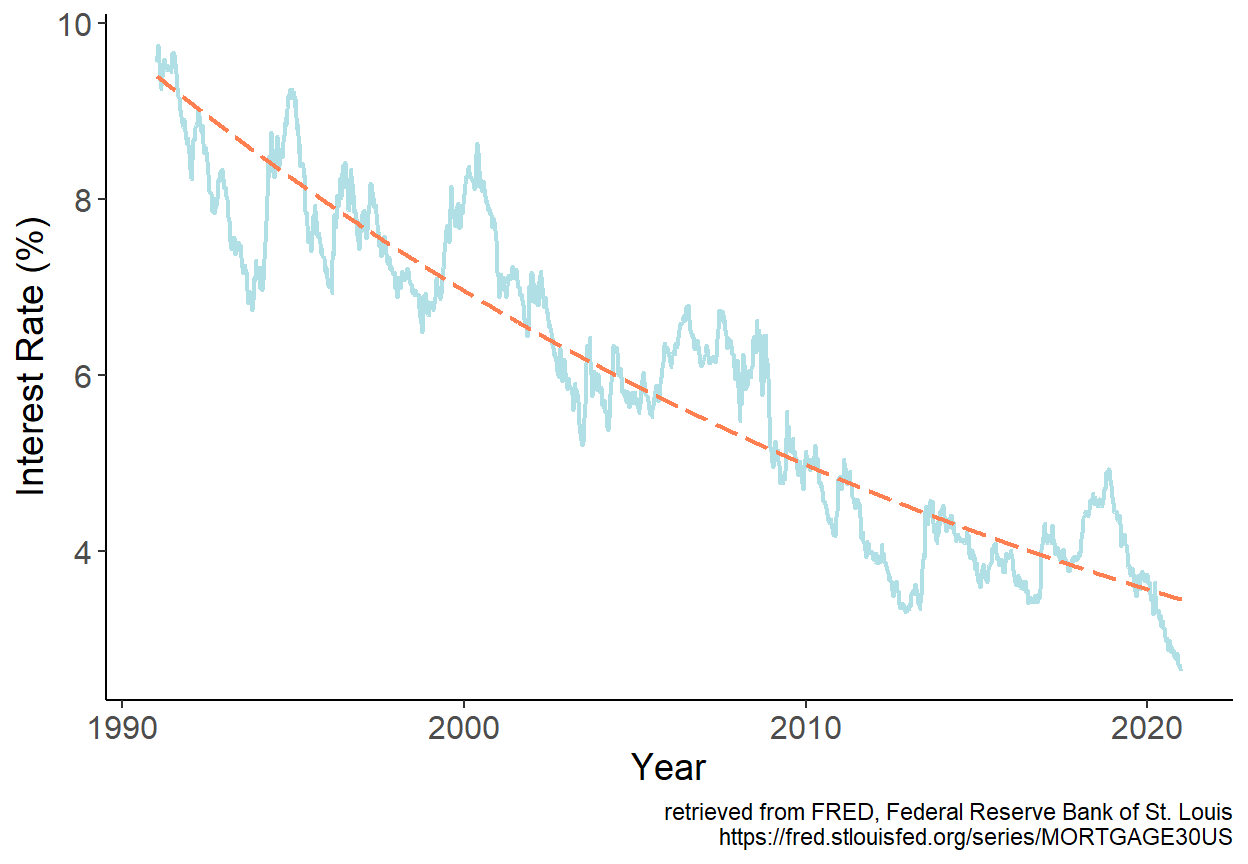 10
8
6
4
Interest Rate (%)
1990
2000
2010
2020
Year
retrieved from FRED, Federal Reserve Bank of St. Louis
https://fred.stlouisfed.org/series/MORTGAGE30US